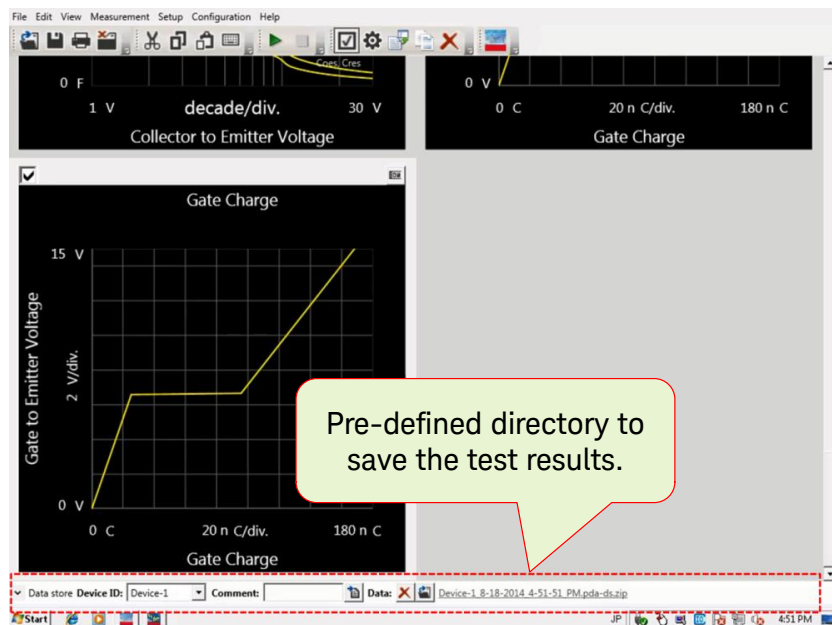 File Edit View Measurement Setup Configuration Help
Coes, Cres
0 F
1 V decade/div. 30 V
Collector to Emitter Voltage
0 V
0 C 20 n C/div. 180 n C
Gate Charge
Gate Charge
15 V
Gate to Emitter Voltage
2 V/div.
0 V
0 C 20 n C/div. 180 n C
Gate Charge
Pre-defined directory to
save the test results.
Data store Device ID: Device-1 Comment: Data: Device-1_8-18-2014_4-51-51_PM.pda-ds.zip
Start JP 4:51 PM